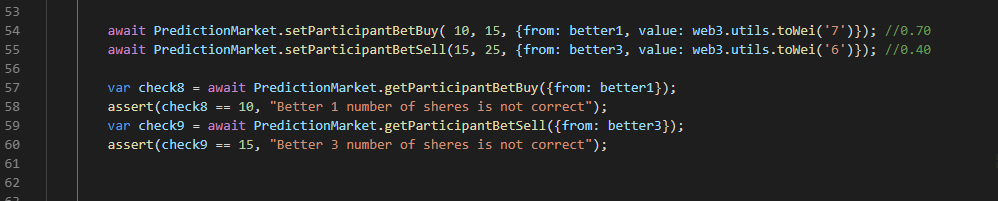 53
54 await PredictionMarket.setParticipantBetBuy( 10, 15, {from: better1, value: web3.utils.toWei('7')}); //0.70
55 await PredictionMarket.setParticipantBetSell(15, 25, {from: better3, value: web3.utils.toWei('6')}); //0.40
56
57 var check8 = await PredictionMarket.getParticipantBetBuy({from: better1});
58 assert(check8 == 10, "Better 1 number of sheres is not correct");
59 var check9 = await PredictionMarket.getParticipantBetSell({from: better3});
60 assert(check9 == 15, "Better 3 number of sheres is not correct");
61
62